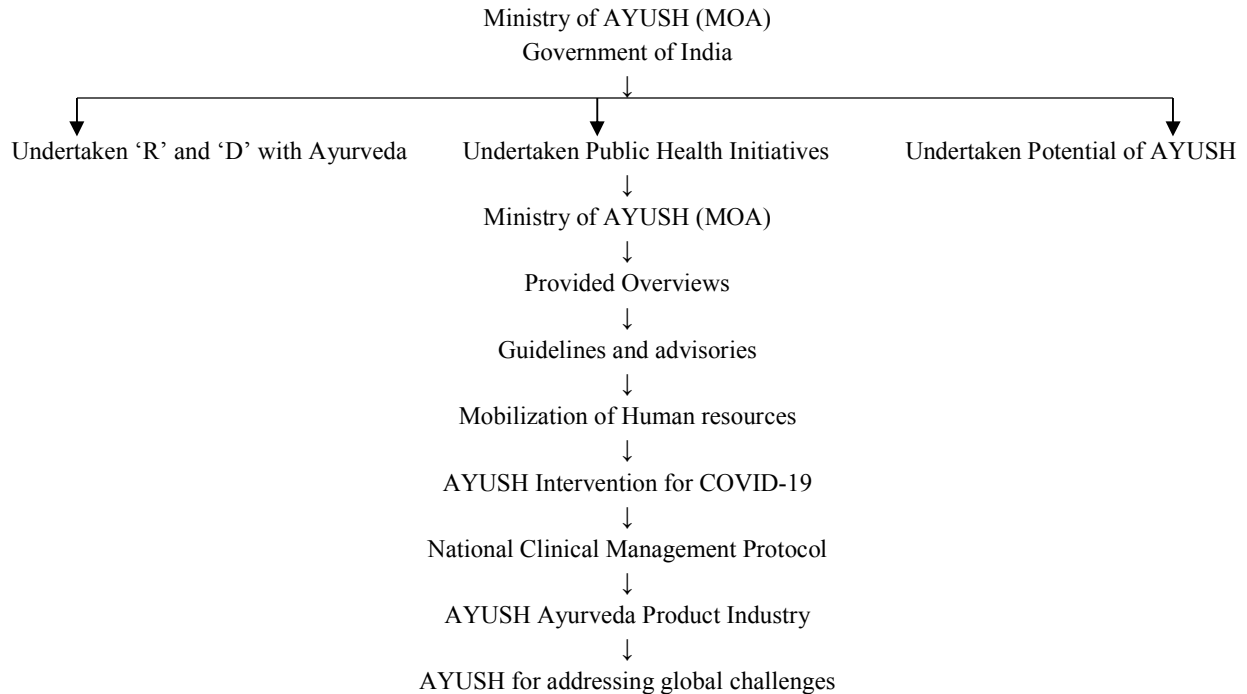 Ministry of AYUSH (MOA)
Government of India
↓
Undertaken ‘R’ and ‘D’ with Ayurveda
Undertaken Public Health Initiatives
Undertaken Potential of AYUSH
↓
Ministry of AYUSH (MOA)
↓
Provided Overviews
↓
Guidelines and advisories
↓
Mobilization of Human resources
↓
AYUSH Intervention for COVID-19
↓
National Clinical Management Protocol
↓
AYUSH Ayurveda Product Industry
↓
AYUSH for addressing global challenges